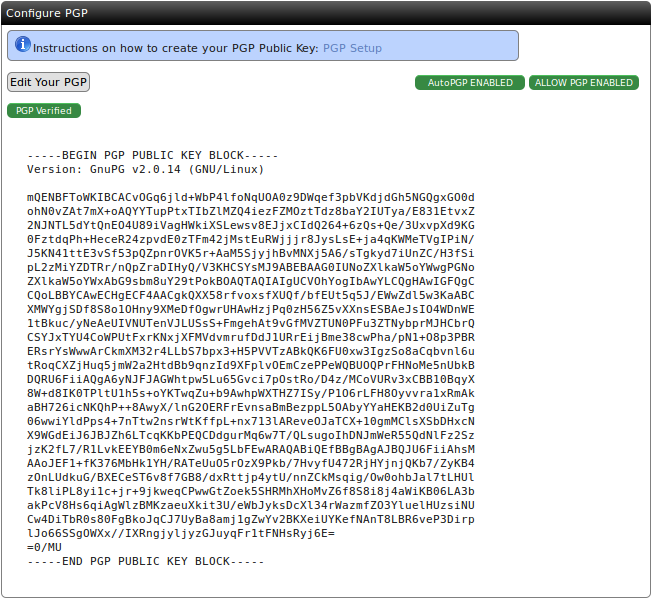 Configure PGP
Instructions on how to create your PGP Public Key: PGP Setup
Edit Your PGP
AutoPGP ENABLED
ALLOW PGP ENABLED
PGP Verified
-----BEGIN PGP PUBLIC KEY BLOCK-----
Version: GnuPG v2.0.14 (GNU/Linux)
mQENBFToWKIBCACvOGq6jld+WbP4lfoNqUOA0z9DWqef3pbVKdjdGh5NGQgxGO0d
ohN0vZAt7mX+oAQYYTupPtxTIbZlMZQ4iezFZMOztTdz8baY2IUTya/E831EtvxZ
2NJNTL5dYtQnEO4U89iVagHWkiXSLewsv8EJjxCIdQ264+6zQs+Qe/3UxvpXd9KG
0FztdqPh+HeceR24zpvdE0zTFm42jMstEuRWjjjr8JysLsE+ja4qKWMeTVgIPiN/
J5KN41ttE3vSf53pQZpnrOVK5r+AaM5SjyjhBvMNXj5A6/sTgkyd7iUnZC/H3fSi
pL2zMiYZDTRr/nQpZraDIHyQ/V3KHCSYsMJ9ABEBAAG0IUNoZXlkaW5oYWwgPGNo
ZXlkaW5oYWxAbG9sbm8uY29tPokBOAQTAQIAIgUCVOhYogIbAwYLCQgHAwIGFQgC
CQoLBBYCAwECHgECF4AACgkQXX58rfvoxsfXUQf/bfEUt5q5J/EWwZdl5w3KaABC
XMWYgjSDf8S8o1OHny9XMeDfOgwrUHAwHzjPq0zH56Z5vXXnsESBAeJsIO4WDnWE
1tBkuc/yNeAeUIVNUTenVJLUSsS+FmgehAt9vGfMVZTUN0PFu3ZTNybprMJHCbrQ
CSYJxTYU4CoWPUtFxrKNxjXFMVdvmrufDdJ1URrEijBme38cwPha/pN1+O8p3PBR
ERsrYsWwwArCkmXM32r4LLbS7bpx3+H5PVVTzABkQK6FU0xw3IgzSo8aCqbvnl6u
tRoqCXZjHuq5jmW2a2HtdBb9qnzId9XFplvOEmCzePPeWQBUOQPrFHNoMe5nUbkB
DQRU6FiiAQgA6yNJFJAGWhtpw5Lu65Gvci7pOstRo/D4z/MCoVURv3xCBB10BqyX
8W+d8IK0TPltU1h5s+oYKTwqZu+b9AwhpWXTHZ7ISy/P1O6rLFH8Oyvvra1xRmAk
aBH726icNKQhP++8AwyX/lnG2OERFrEvnsaBmBezppL5OAbyYYaHEKB2d0UiZuTg
06wwiYldPps4+7nTtw2nsrWtKffpL+nx713lAReveOJaTCX+10gmMClsXSbDHxcN
X9WGdEiJ6JBJZh6LTcqKKbPEQCDdgurMq6w7T/QLsugoIhDNJmWeR55QdNlFz2Sz
jzK2fL7/R1LvkEEYB0m6eNxZwu5g5LbFEwARAQABiQEfBBgBAgAJBQJU6FiiAhsM
AAoJEF1+fK376MbHk1YH/RATeUuO5rOzX9Pkb/7HvyfU472RjHYjnjQKb7/ZyKB4
zOnLUdkuG/BXECeST6v8f7GB8/dxRttjp4ytU/nnZCkMsqig/Ow0ohbJal7tLHUl
Tk8liPL8yi1c+jr+9jkweqCPwwGtZoek5SHRMhXHoMvZ6f8S8i8j4aWiKB06LA3b
akPcV8Hs6qiAgWlzBMKzaeuXkit3U/eWbJyksDcXl34rWazmfZO3YluelHUzsiNU
Cw4DiTbR0s80FgBkoJqCJ7UyBa8amj1gZwYv2BKXeiUYKefNAnT8LBR6veP3Dirp
lJo66SSgOWXx//IXRngjyljyzGJuyqFr1tFNHsRyj6E=
=0/MU
-----END PGP PUBLIC KEY BLOCK-----